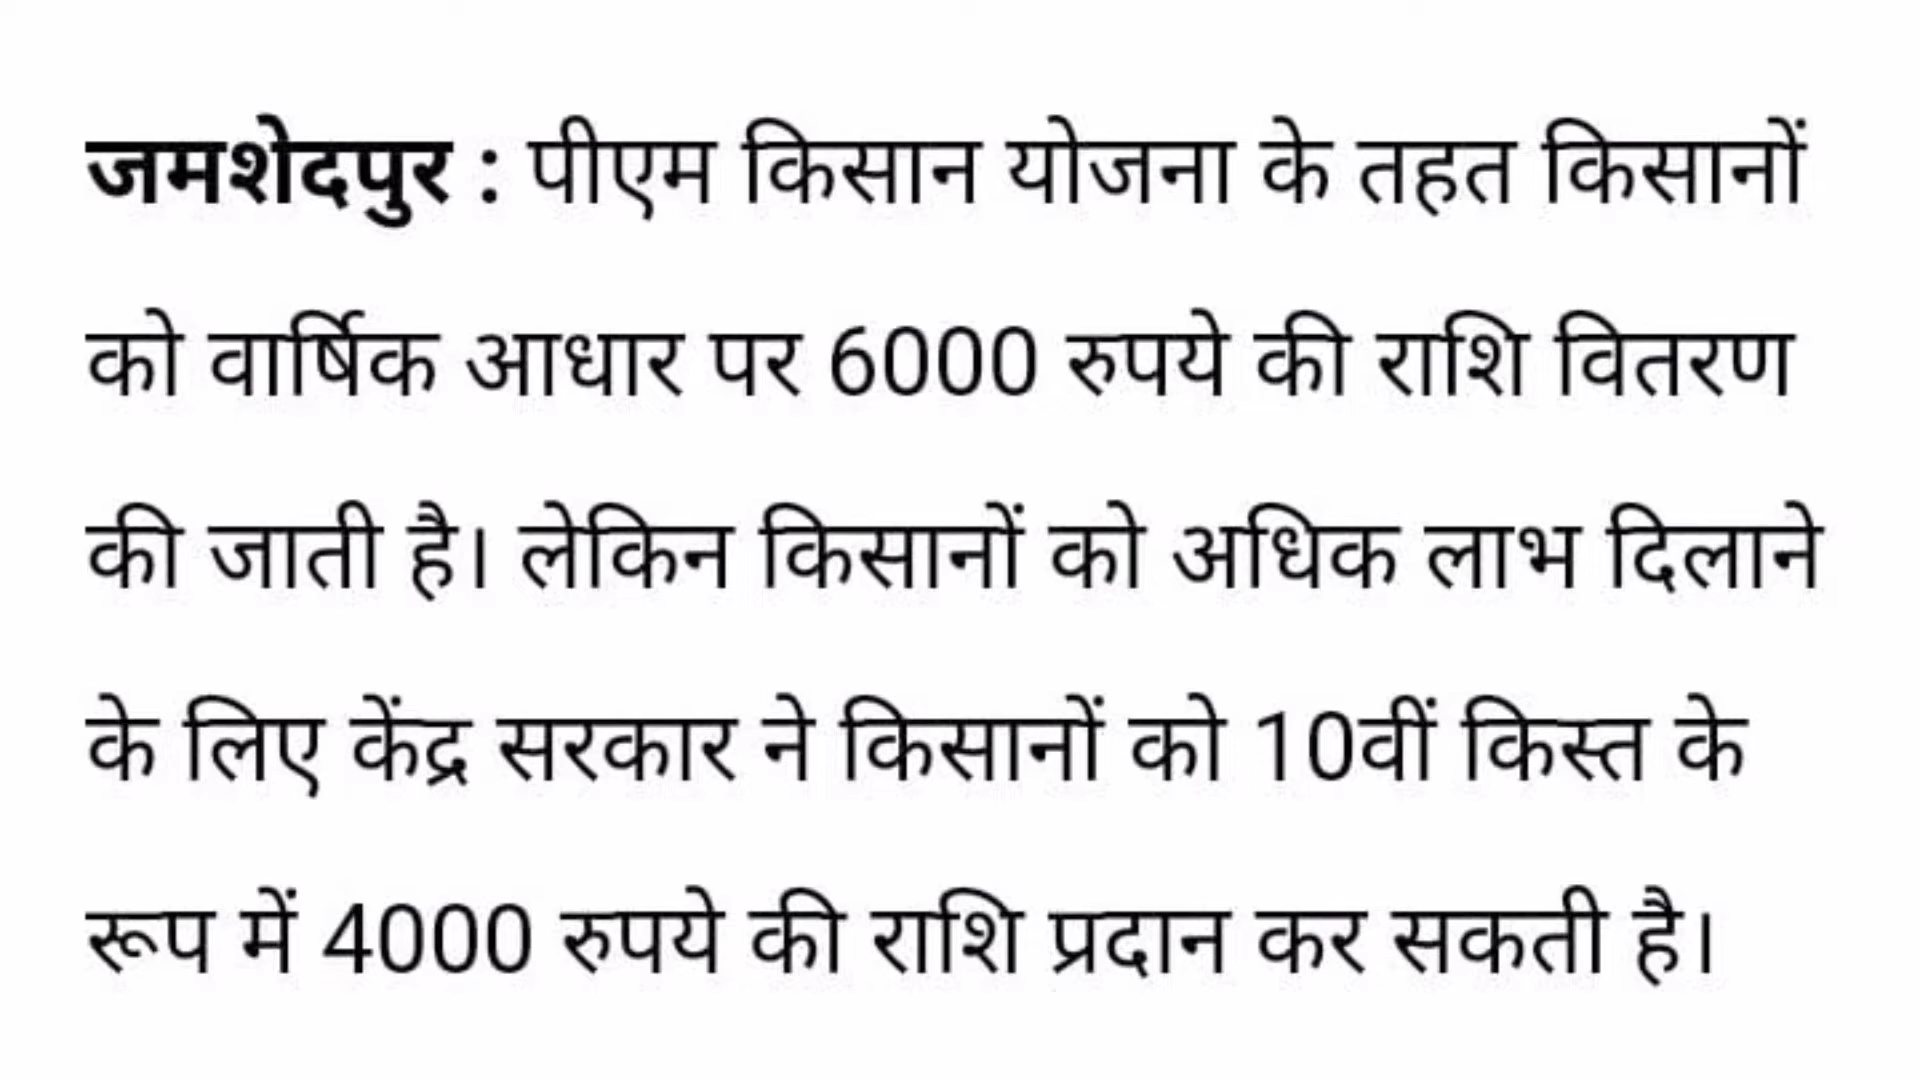 जमशेदपुर : पीएम किसान योजना के तहत किसानों
को वार्षिक आधार पर 6000 रुपये की राशि वितरण
की जाती है। लेकिन किसानों को अधिक लाभ दिलाने
के लिए केंद्र सरकार ने किसानों को 10वीं किस्त के
रूप में 4000 रुपये की राशि प्रदान कर सकती है।